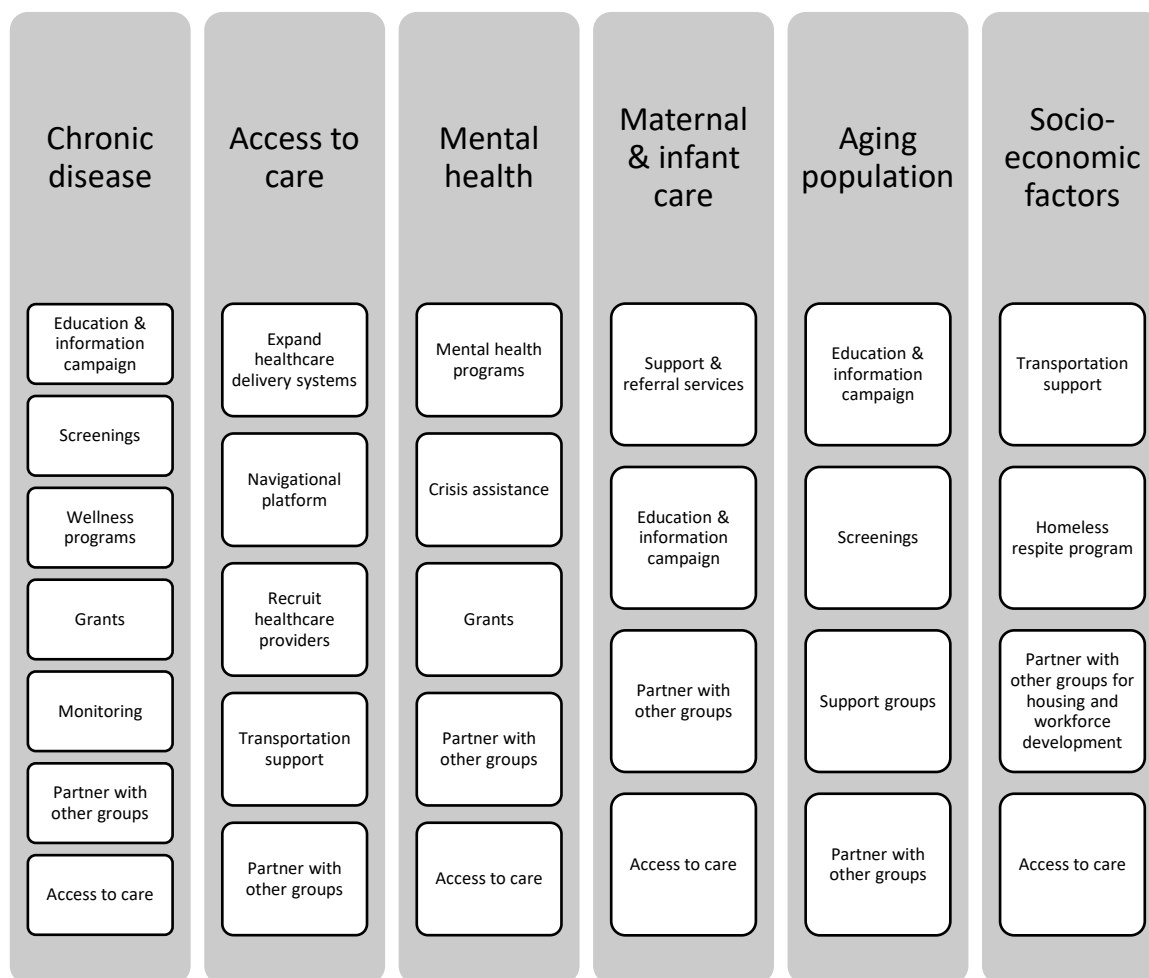 Chronic
disease
Education &
information
campaign
Screenings
Wellness
programs
Grants
Monitoring
Partner with
other groups
Access to care
Access to
care
Expand
healthcare
delivery systems
Navigational
platform
Recruit
healthcare
providers
Transportation
support
Partner with
other groups
Mental
health
Mental health
programs
Crisis assistance
Grants
Partner with
other groups
Access to care
Maternal
& infant
care
Support &
referral services
Education &
information
campaign
Partner with
other groups
Access to care
Aging
population
Education &
information
campaign
Screenings
Support groups
Partner with
other groups
Socio-
economic
factors
Transportation
support
Homeless
respite program
Partner with
other groups for
housing and
workforce
development
Access to care